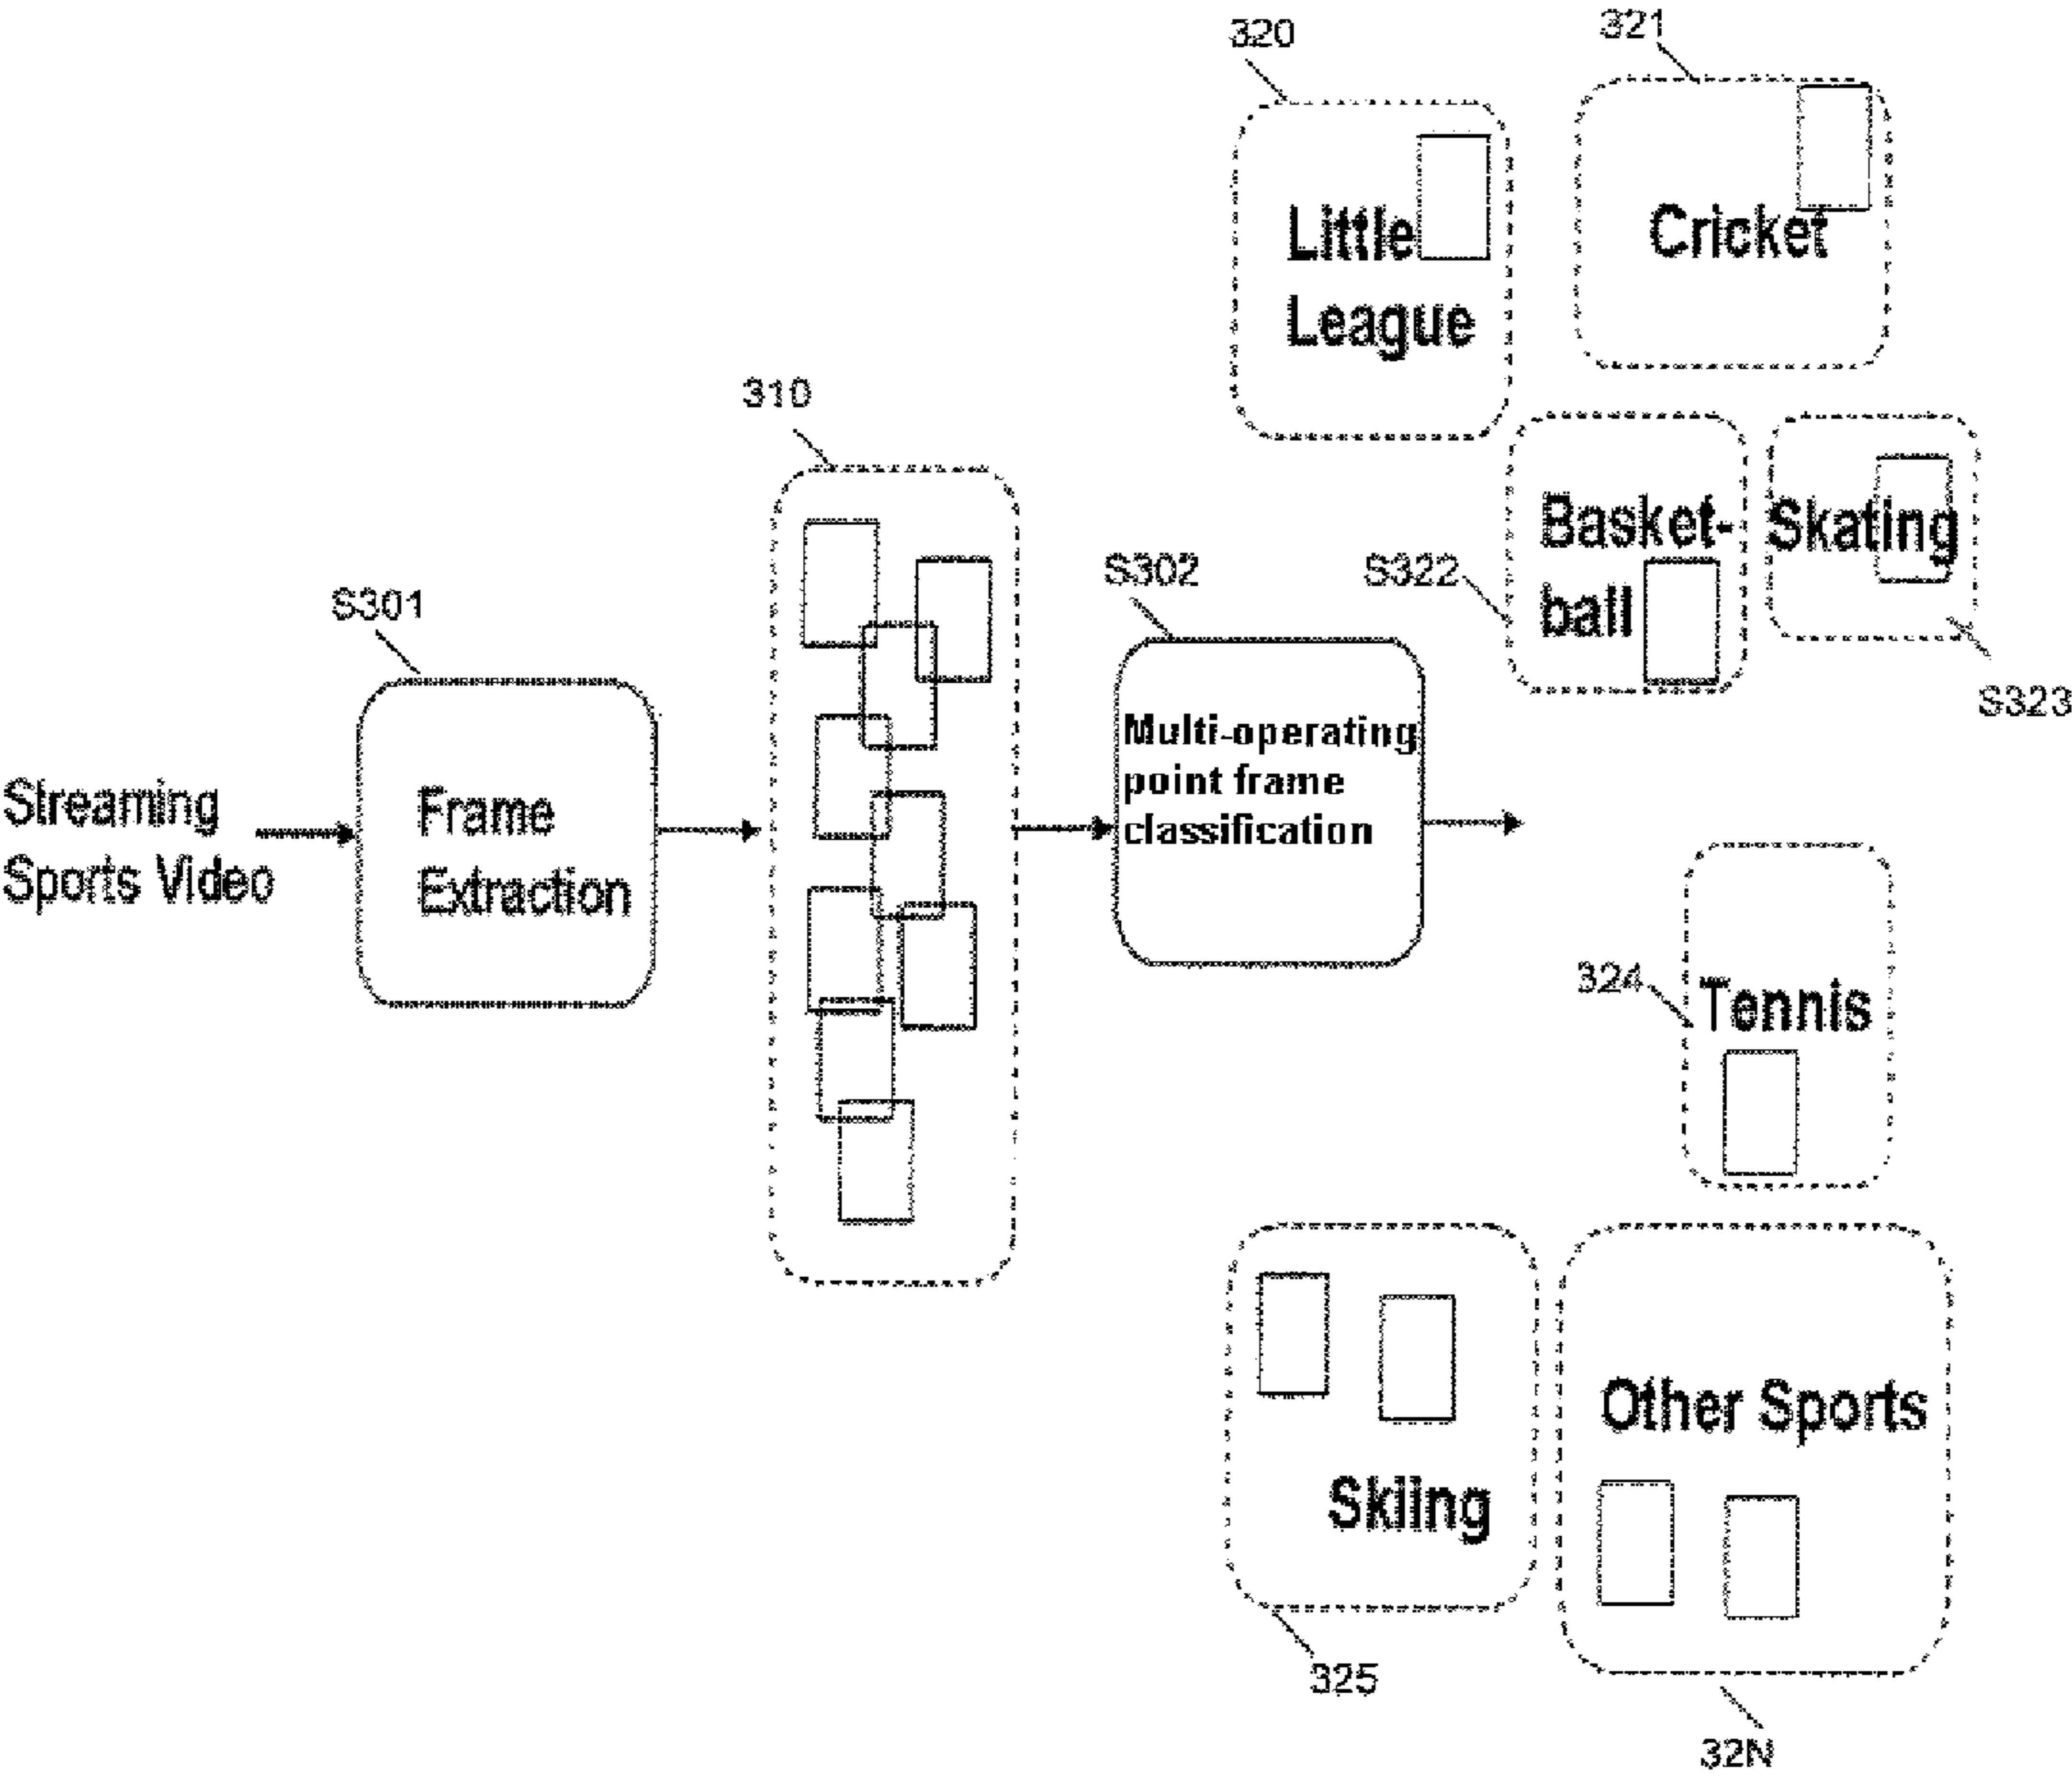 320
321
Little
League
Cricket
310
Basket-
ball
Skating
S322
S323
S301
S302
Streaming
Sports Video
Frame
Extraction
Multi-operating
point frame
classification
324
Tennis
Skiing
Other Sports
325
32N